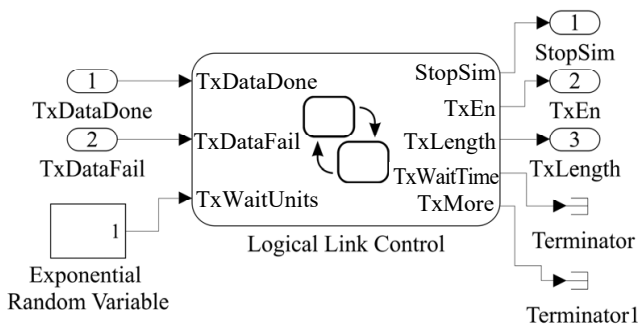 1
TxDataDone
2
TxDataFail
1
Exponential
Random Variable
TxDataDone
TxDataFail
TxWaitUnits
StopSim
TxEn
TxLength
TxWaitTime
TxMore
Logical Link Control
1
StopSim
2
TxEn
3
TxLength
Terminator
Terminator1